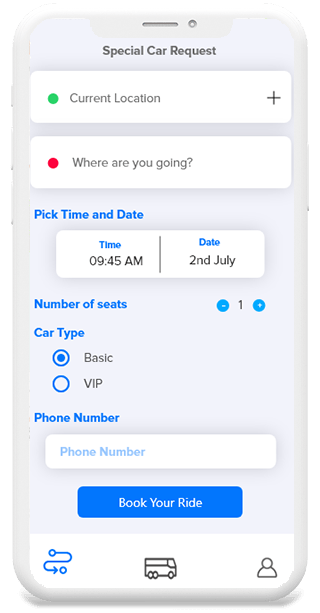 Special Car Request
Current Location
Where are you going?
Pick Time and Date
Time
Date
09:45 AM
2nd July
Number of seats
1
Car Type
Basic
VIP
Phone Number
Phone Number
Book Your Ride